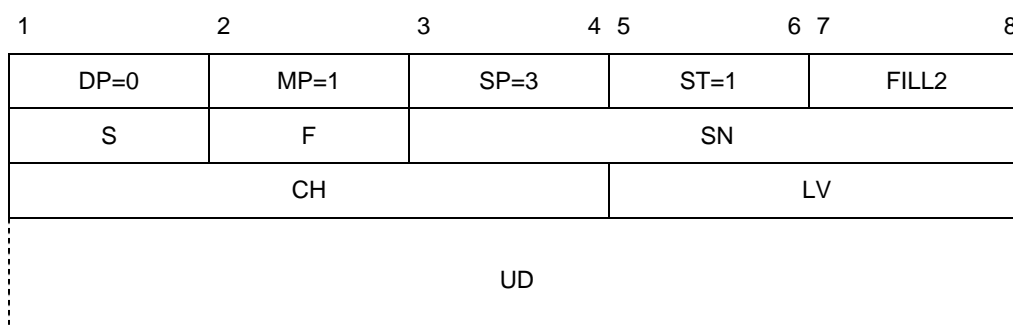 1 2 3 4 5 6 7 8
DP=0 MP=1 SP=3 ST=1 FILL2
S F SN
CH LV
UD